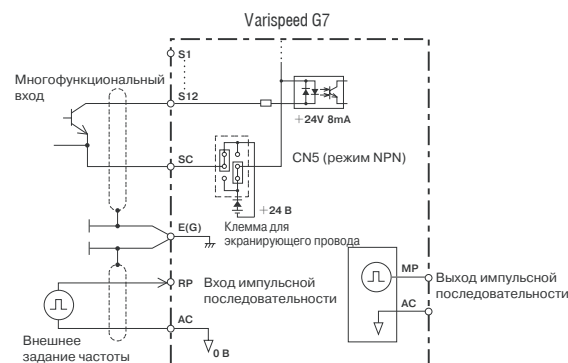 Varispeed G7
S1
Многофункциональный
вход
S12
+24V 8mA
SC
CN5 (режим NPN)
+24 В
E(G)
Клемма для
экранирующего провода
MP
Выход импульсной
последовательности
AC
RP
Вход импульсной
последовательности
AC
0 В
Внешнее
задание частоты